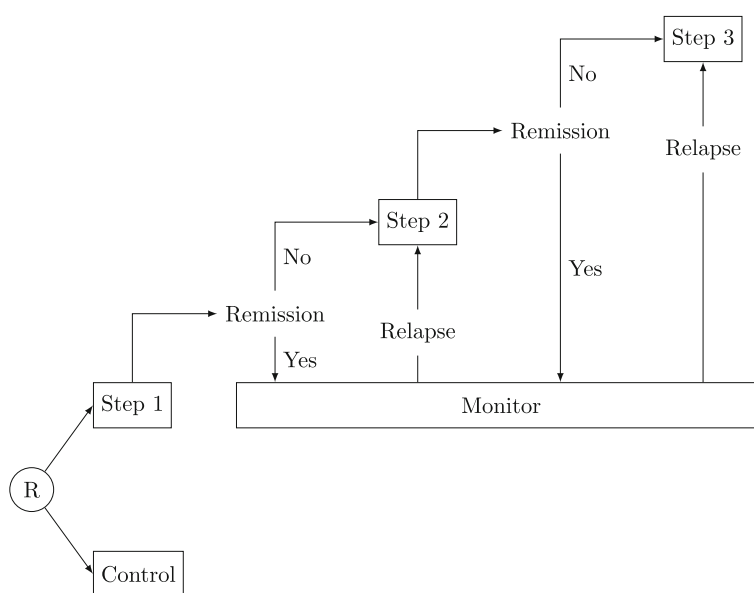 Step 3
No
Remission
Relapse
Step 2
No
Yes
Remission
Relapse
Yes
Step 1
Monitor
R
Control